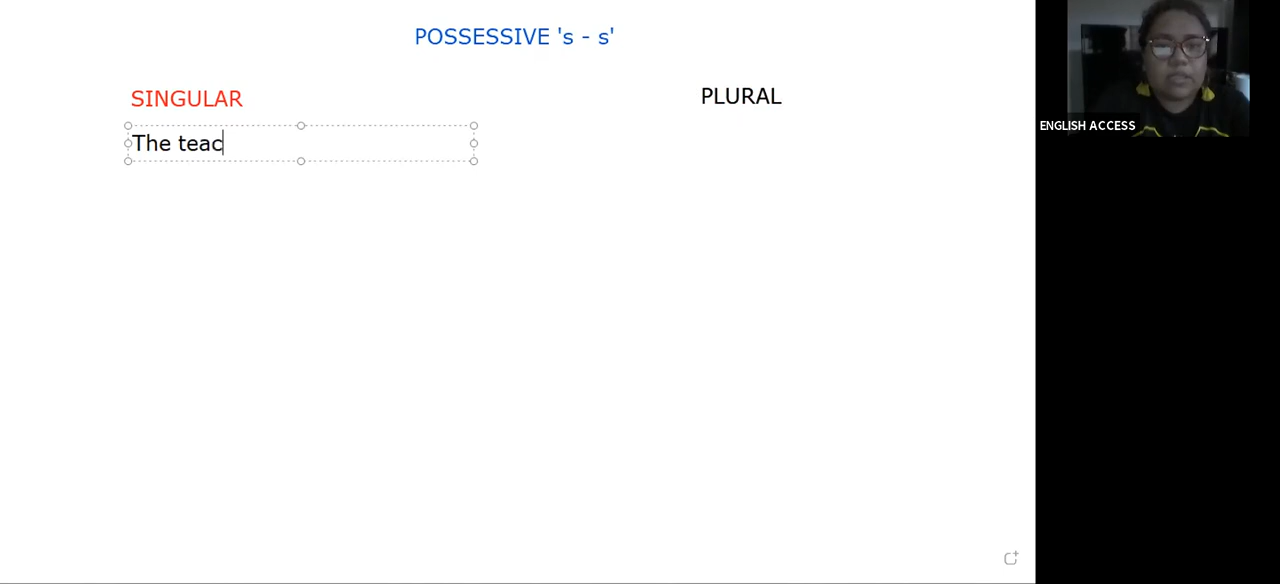 POSSESSIVE 's - s'
SINGULAR
PLURAL
The teac
ENGLISH ACCESS